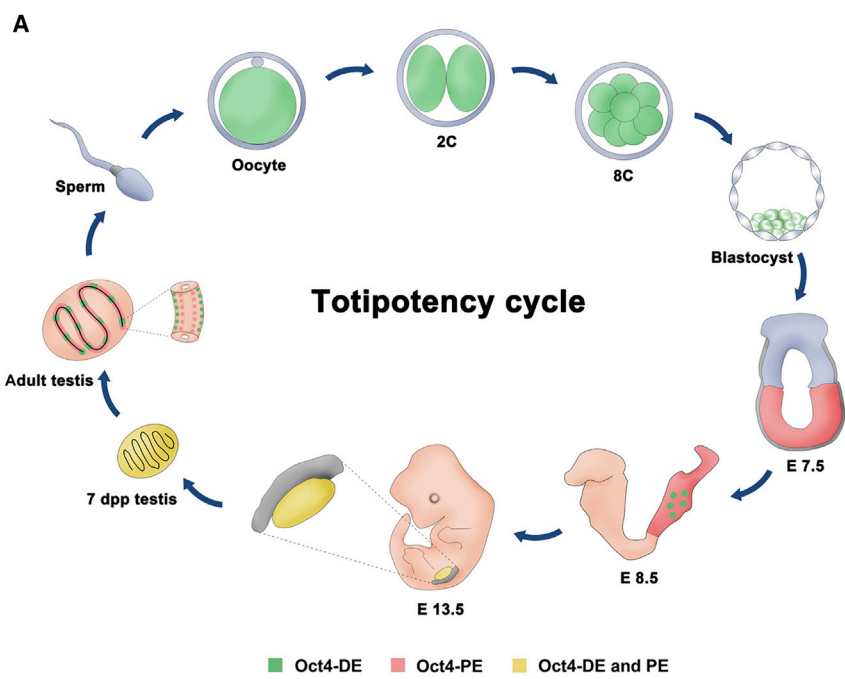 A
Oocyte
2C
8C
Sperm
Blastocyst
Totipotency cycle
Adult testis
E 7.5
7 dpp testis
E 8.5
E 13.5
Oct4-DE
Oct4-PE
Oct4-DE and PE